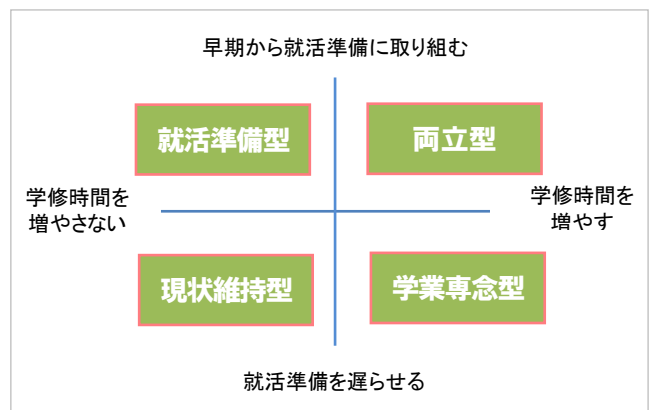 早期から就活準備に取り組む
就活準備型
両立型
学修時間を
増やさない
学修時間を
増やす
現状維持型
学業専念型
就活準備を遅らせる